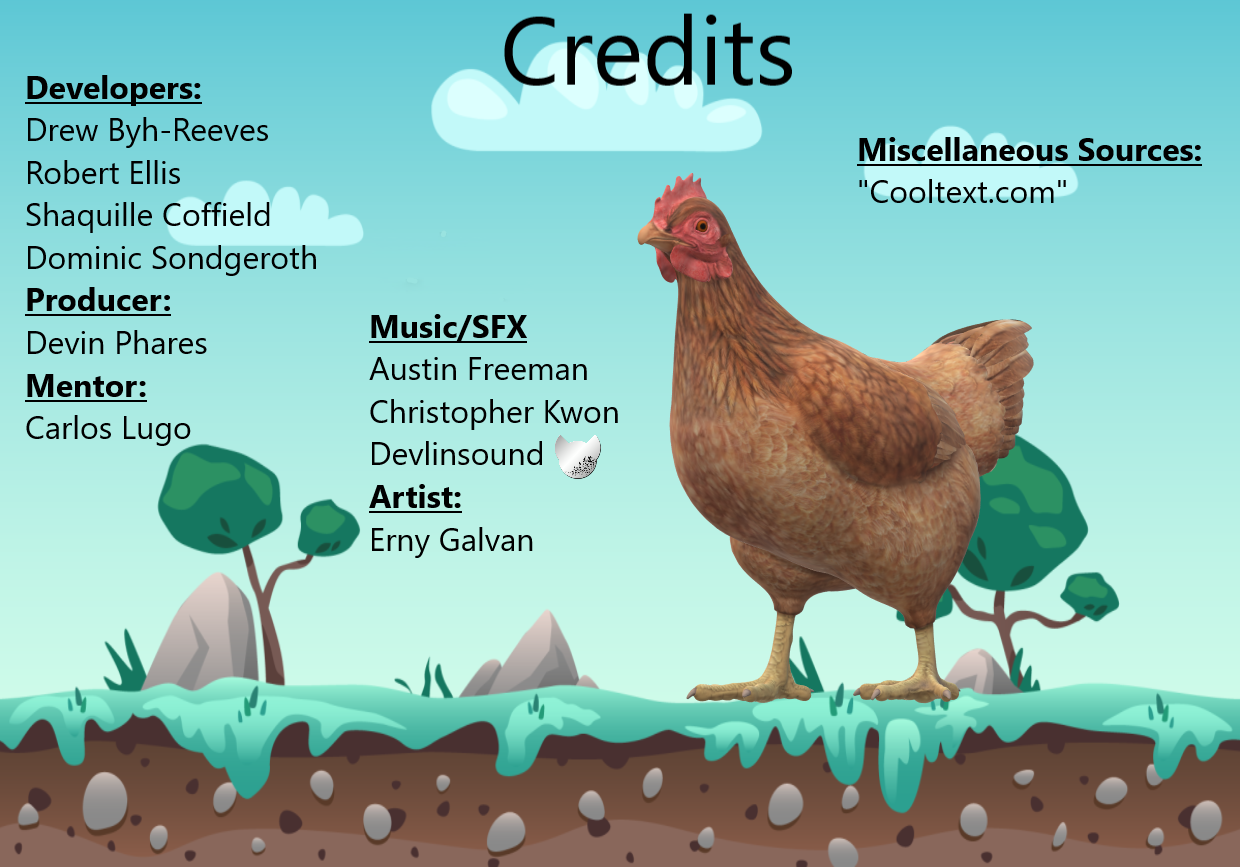 Credits
Developers:
Drew Byh-Reeves
Robert Ellis
Shaquille Coffield
Dominic Sondgeroth
Producer:
Devin Phares
Mentor:
Carlos Lugo
Music/SFX
Austin Freeman
Christopher Kwon
Devlinsound
Artist:
Erny Galvan
Miscellaneous Sources:
"Cooltext.com"